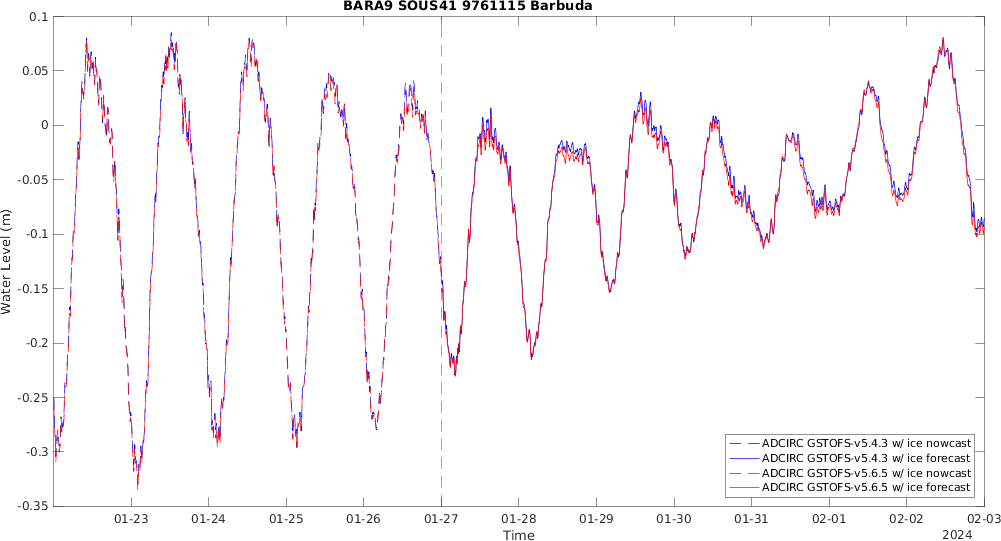 BARA9 SOUS41 9761115 Barbuda
0.1
0.05
0
-0.05
-0.1
-0.15
-0.2
-0.25
-0.3
-0.35
Water Level (m)
01-23 01-24 01-25 01-26 01-27 01-28 01-29 01-30 01-31 02-01 02-02 02-03
Time
2024
ADCIRC GSTOFS-v5.4.3 w/ ice nowcast
ADCIRC GSTOFS-v5.4.3 w/ ice forecast
ADCIRC GSTOFS-v5.6.5 w/ ice nowcast
ADCIRC GSTOFS-v5.6.5 w/ ice forecast